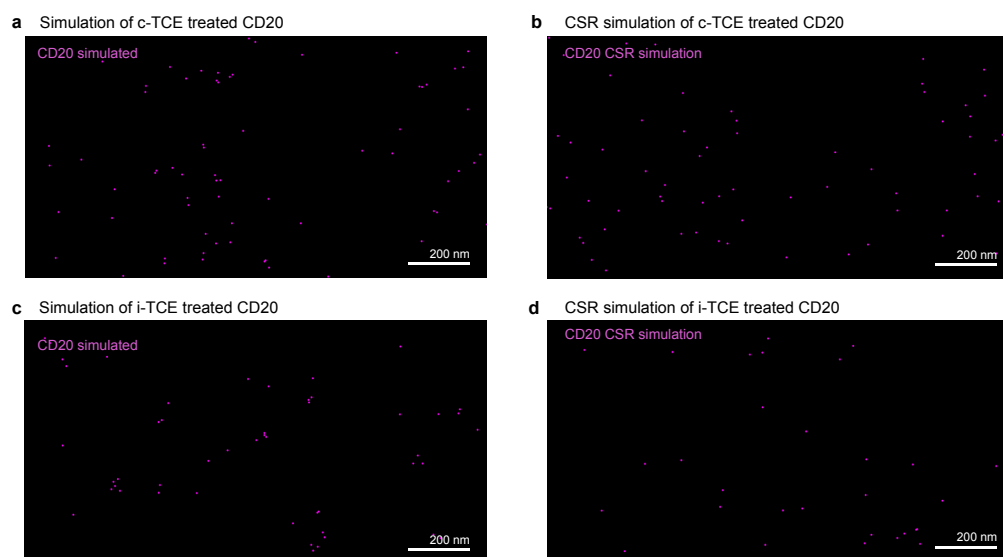 a Simulation of c-TCE treated CD20
CD20 simulated
200 nm
b CSR simulation of c-TCE treated CD20
CD20 CSR simulation
200 nm
c Simulation of i-TCE treated CD20
CD20 simulated
200 nm
d CSR simulation of i-TCE treated CD20
CD20 CSR simulation
200 nm